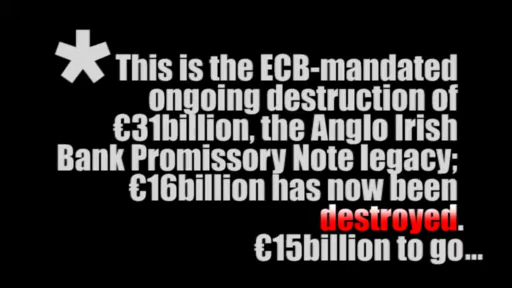 * This is the ECB-mandated
ongoing destruction of
€31billion, the Anglo Irish
Bank Promissory Note legacy;
€16billion has now been
destroyed.
€15billion to go...